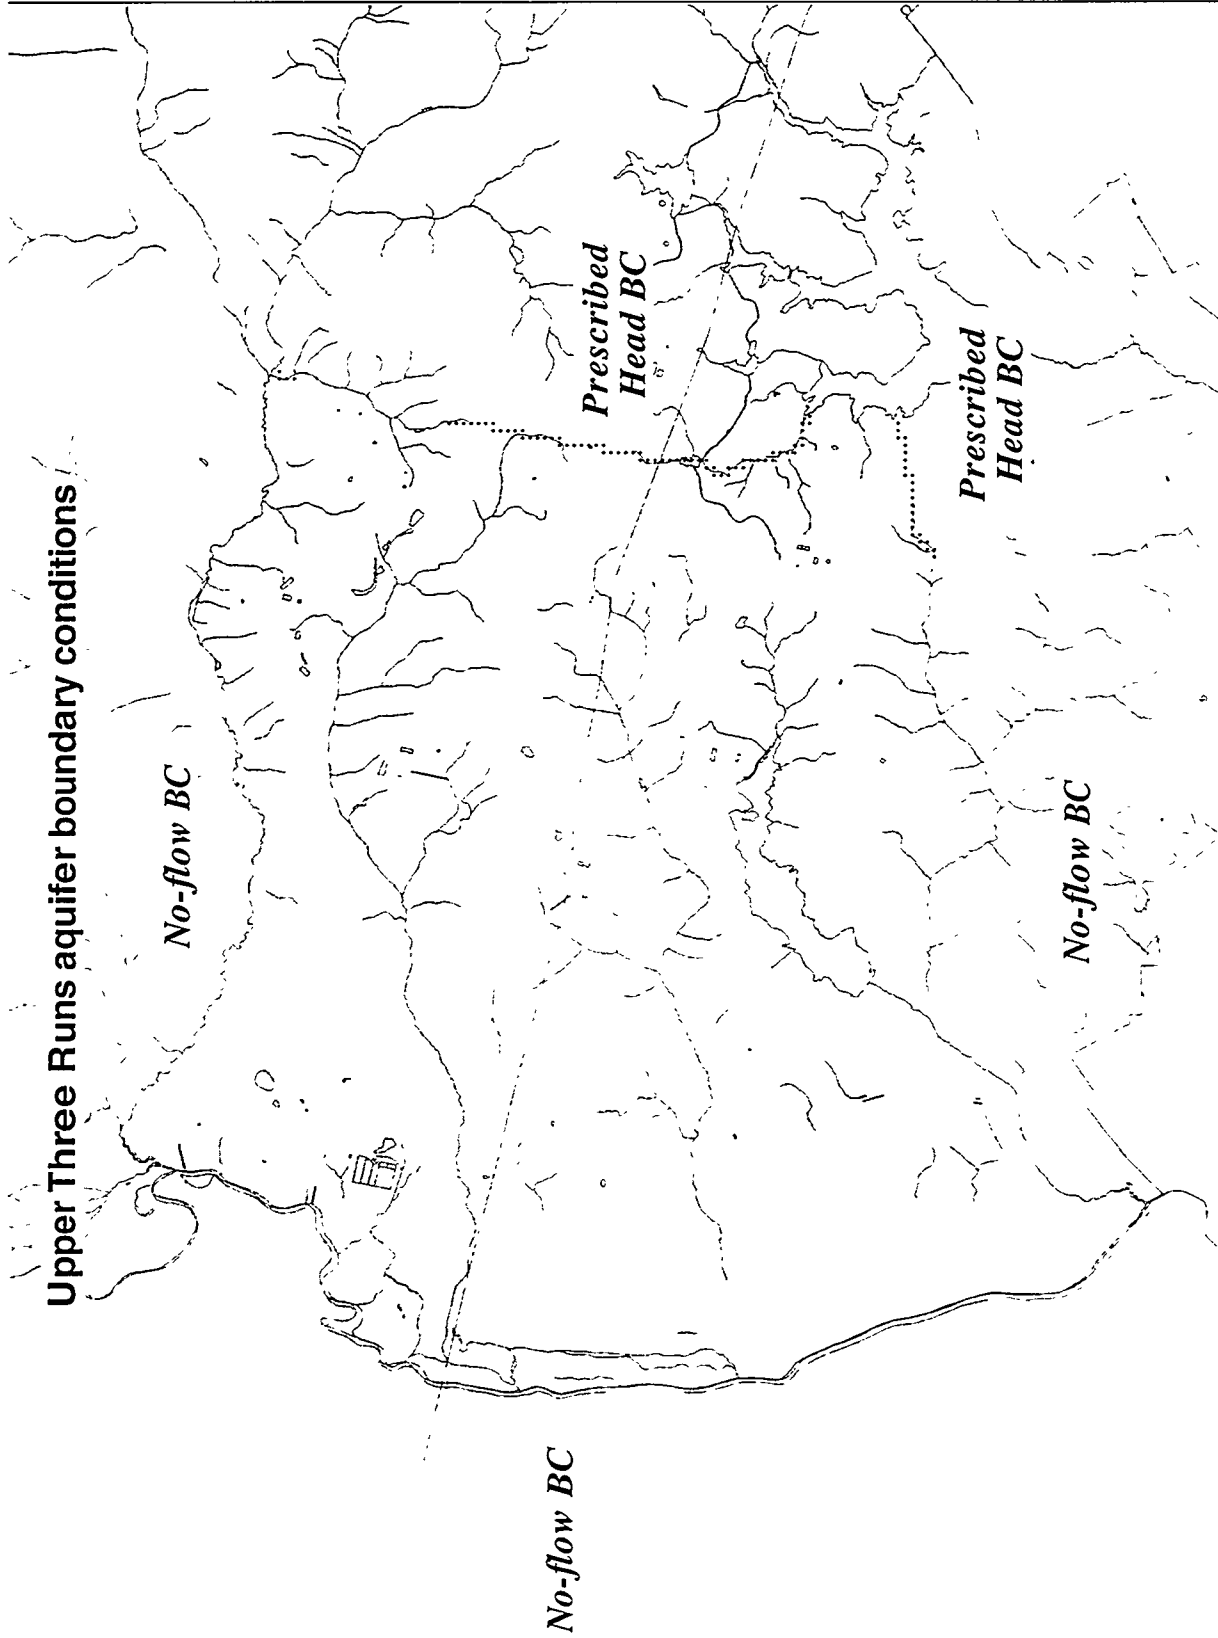 Upper Three Runs aquifer boundary conditions
No-flow BC
No-flow BC
Prescribed
Head BC
Prescribed
Head BC
No-flow BC